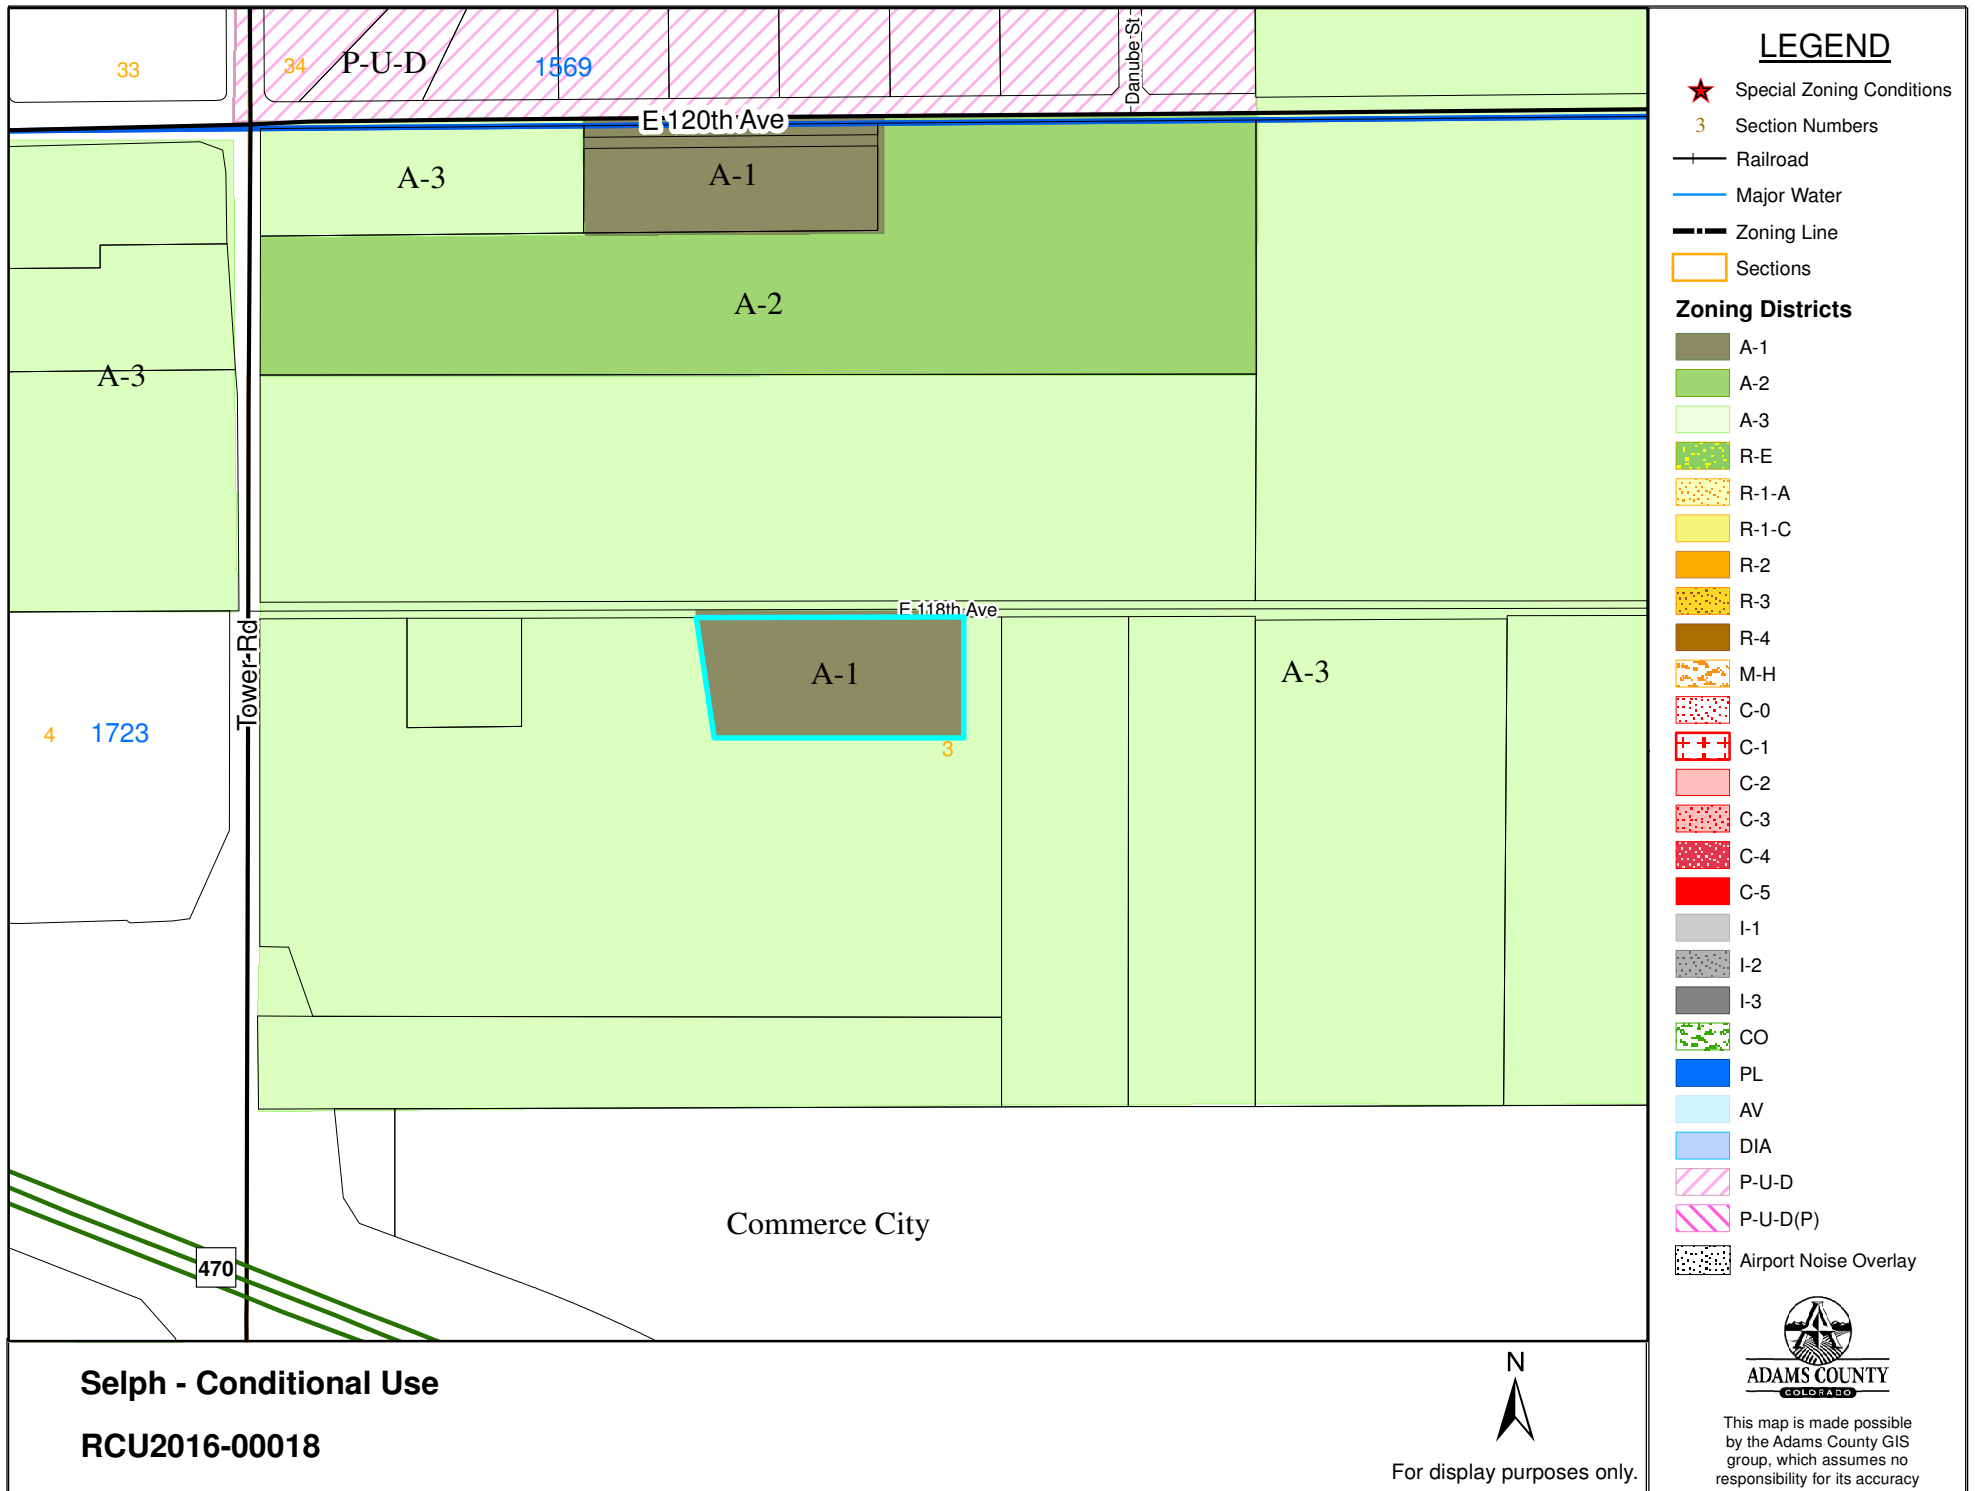 33
34
P-U-D
1569
Danube St
E 120th Ave
A-3
A-1
A-2
A-3
E 118th Ave
Tower Rd
A-1
A-3
4
1723
3
Commerce City
470
Selph - Conditional Use
RCU2016-00018
N
For display purposes only.
LEGEND
Special Zoning Conditions
3 Section Numbers
Railroad
Major Water
Zoning Line
Sections
Zoning Districts
A-1
A-2
A-3
R-E
R-1-A
R-1-C
R-2
R-3
R-4
M-H
C-0
C-1
C-2
C-3
C-4
C-5
I-1
I-2
I-3
CO
PL
AV
DIA
P-U-D
P-U-D(P)
Airport Noise Overlay
ADAMS COUNTY
COLORADO
This map is made possible
by the Adams County GIS
group, which assumes no
responsibility for its accuracy